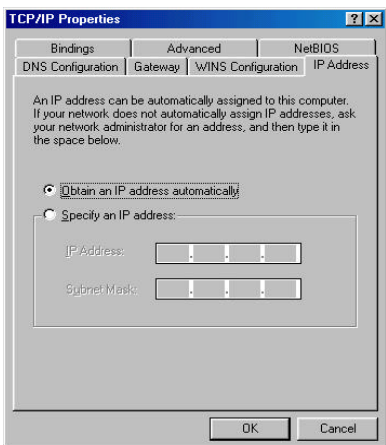 TCP/IP Properties
Bindings Advanced NetBIOS
DNS Configuration Gateway WINS Configuration IP Address
An IP address can be automatically assigned to this computer.
If your network does not automatically assign IP addresses, ask
your network administrator for an address, and then type it in
the space below.
Obtain an IP address automatically
Specify an IP address:
IP Address:
Subnet Mask:
OK Cancel